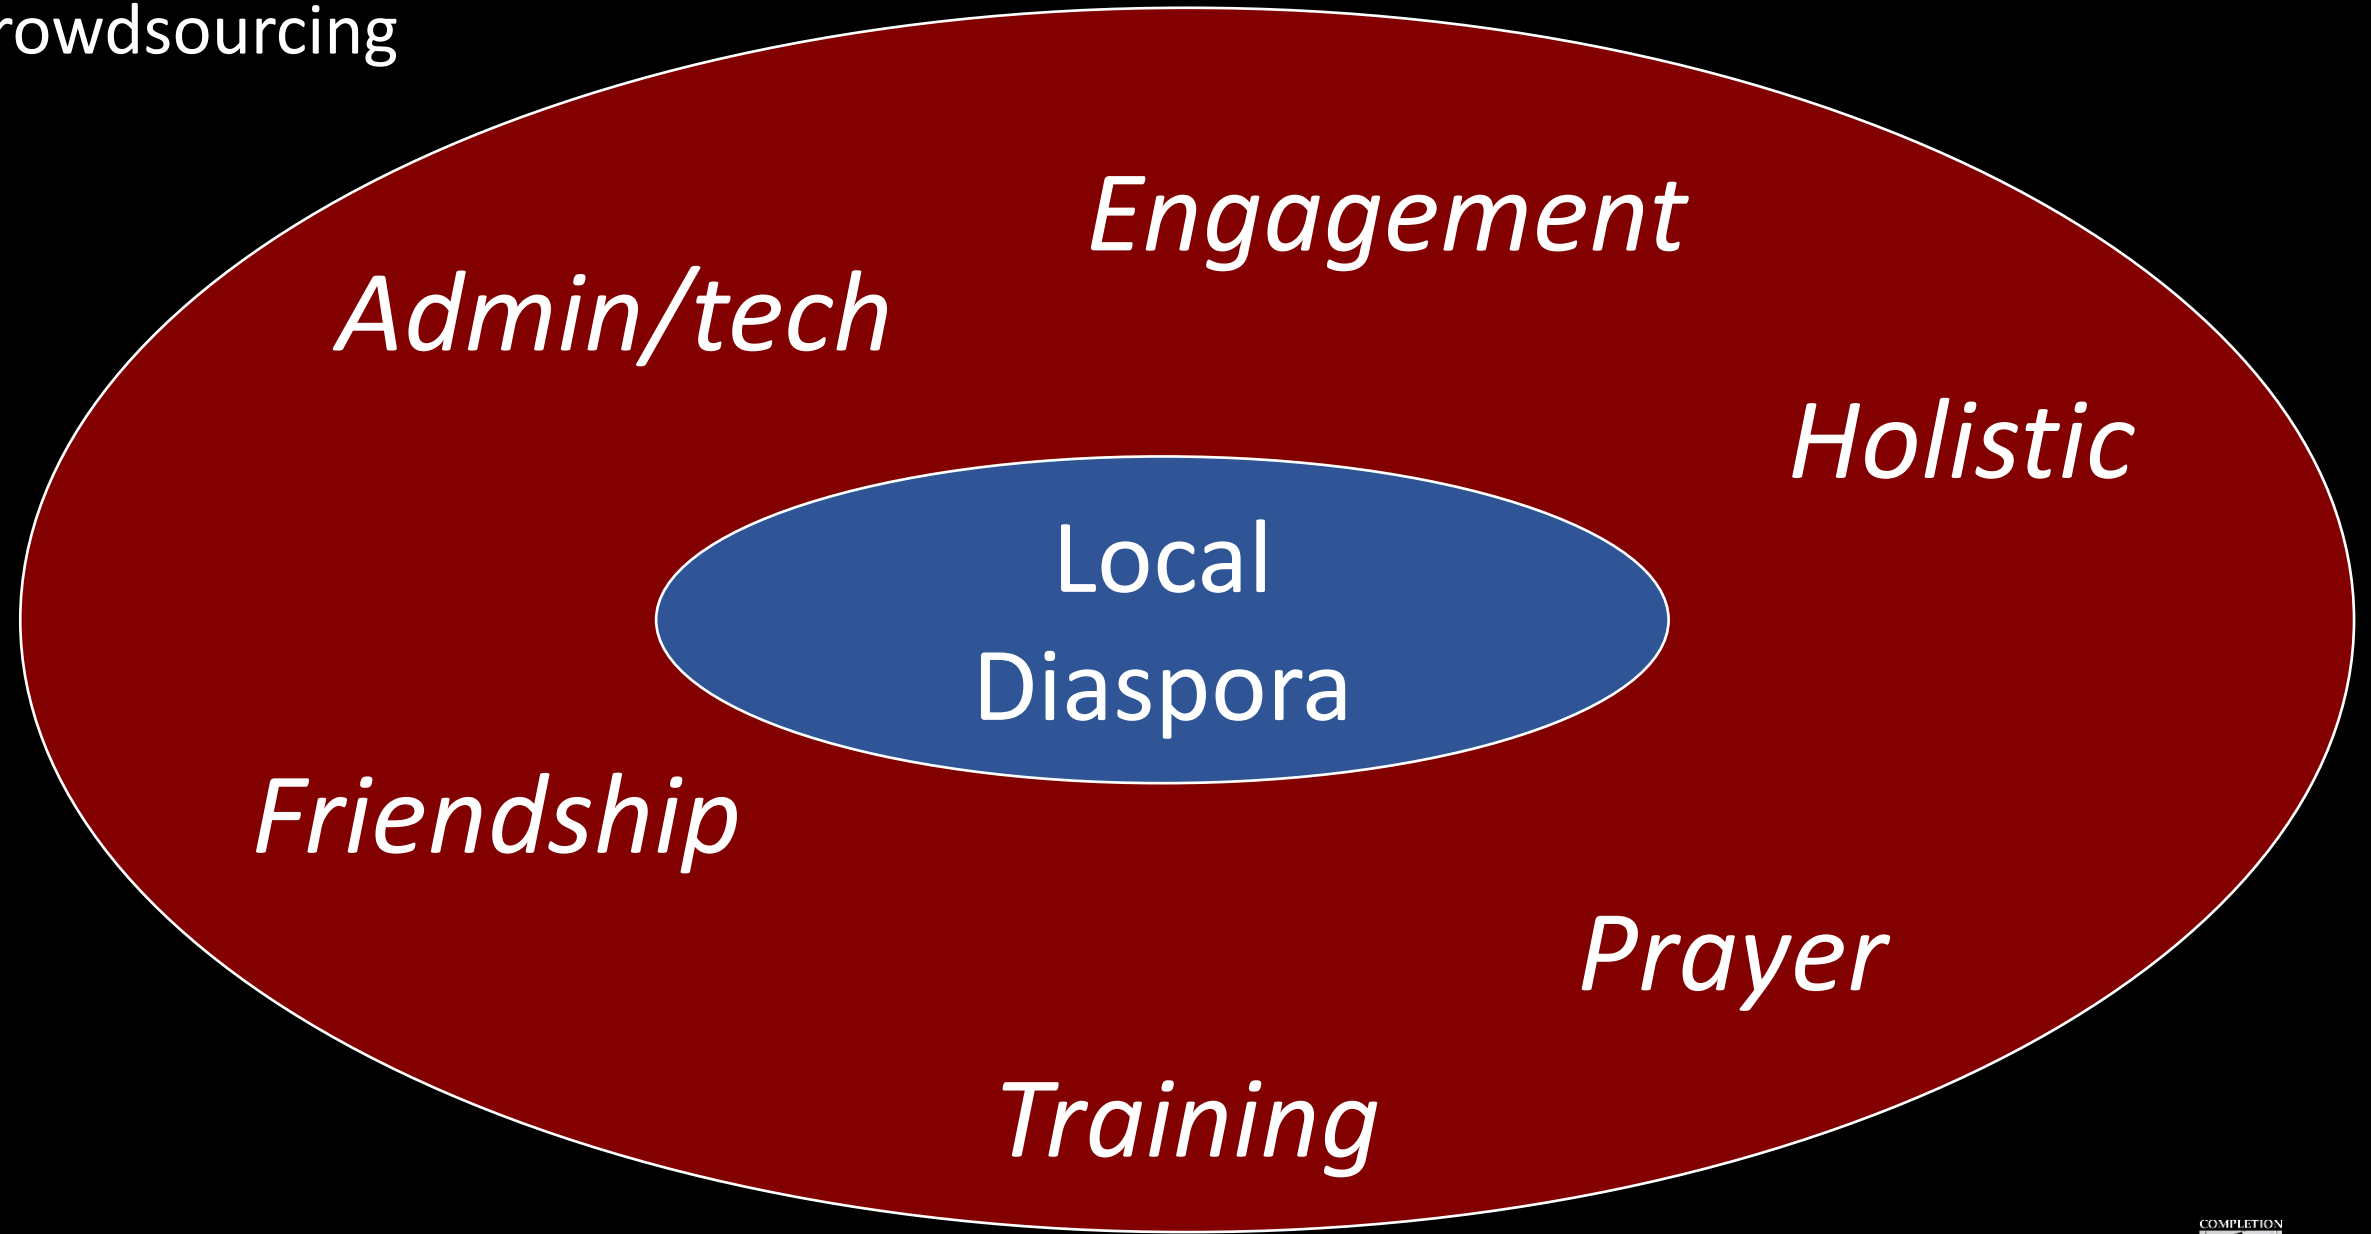 rowdsourcing
Engagement
Admin/tech
Holistic
Local
Diaspora
Friendship
Prayer
Training
COMPLETION